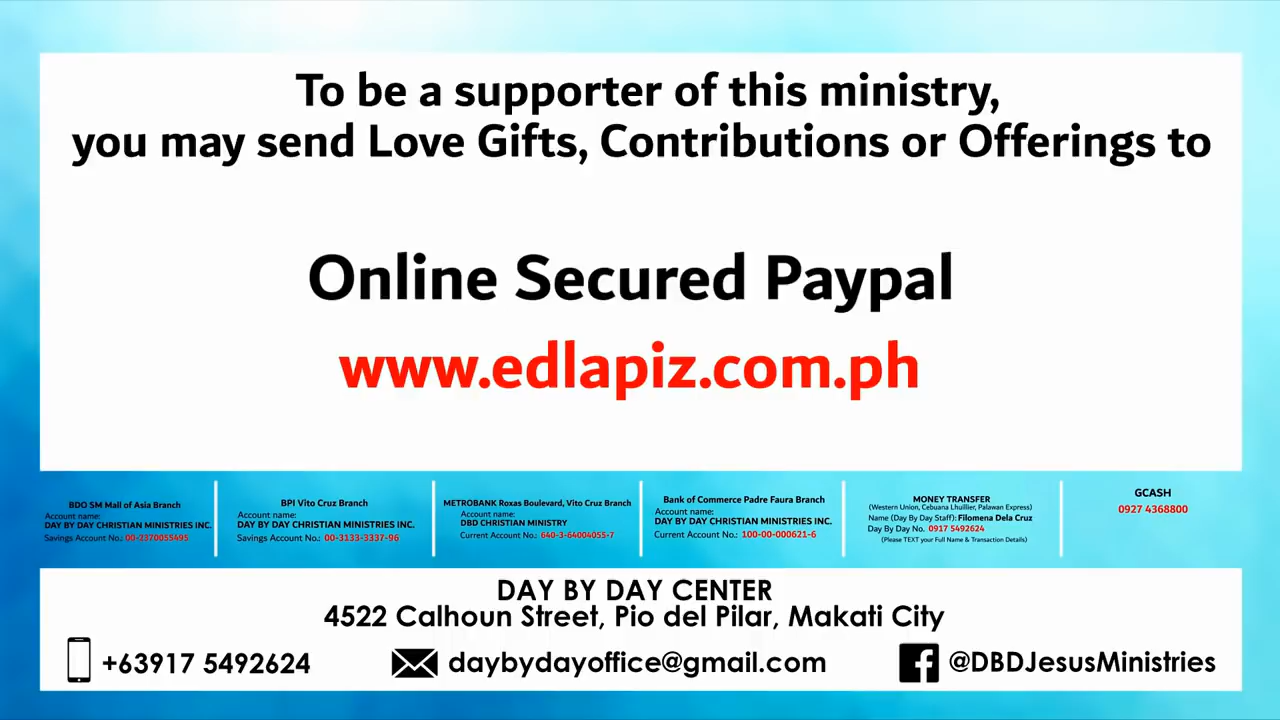 To be a supporter of this ministry,
you may send Love Gifts, Contributions or Offerings to
Online Secured Paypal
www.edlapiz.com.ph
BDO SM Mall of Asia Branch
Account name:
DAY BY DAY CHRISTIAN MINISTRIES INC.
Savings Account No.: 00-2370055495
BPI Vito Cruz Branch
Account name:
DAY BY DAY CHRISTIAN MINISTRIES INC.
Savings Account No.: 00-3133-3337-96
METROBANK Roxas Boulevard, Vito Cruz Branch
Account name:
DBD CHRISTIAN MINISTRY
Current Account No.: 640-3-64004055-7
Bank of Commerce Padre Faura Branch
Account name:
DAY BY DAY CHRISTIAN MINISTRIES INC.
Current Account No.: 100-00-000621-6
MONEY TRANSFER
(Western Union, Cebuana Lhuillier, Palawan Express)
Name (Day By Day Staff): Filomena Dela Cruz
Day By Day No. 0917 5492624
(Please TEXT your Full Name & Transaction Details)
GCASH
0927 4368800
DAY BY DAY CENTER
4522 Calhoun Street, Pio del Pilar, Makati City
+63917 5492624
daybydayoffice@gmail.com
@DBDJesusMinistries